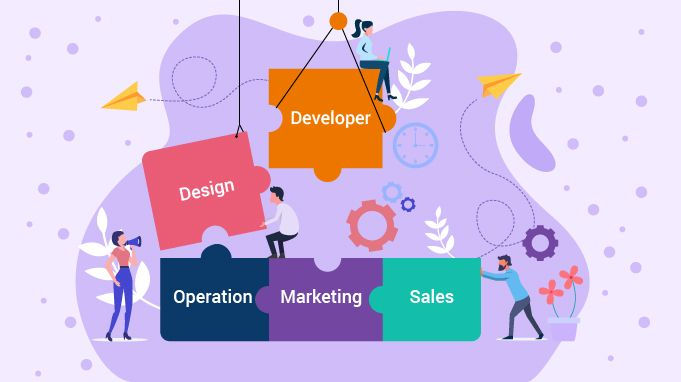 Developer
Design
Operation
Marketing
Sales